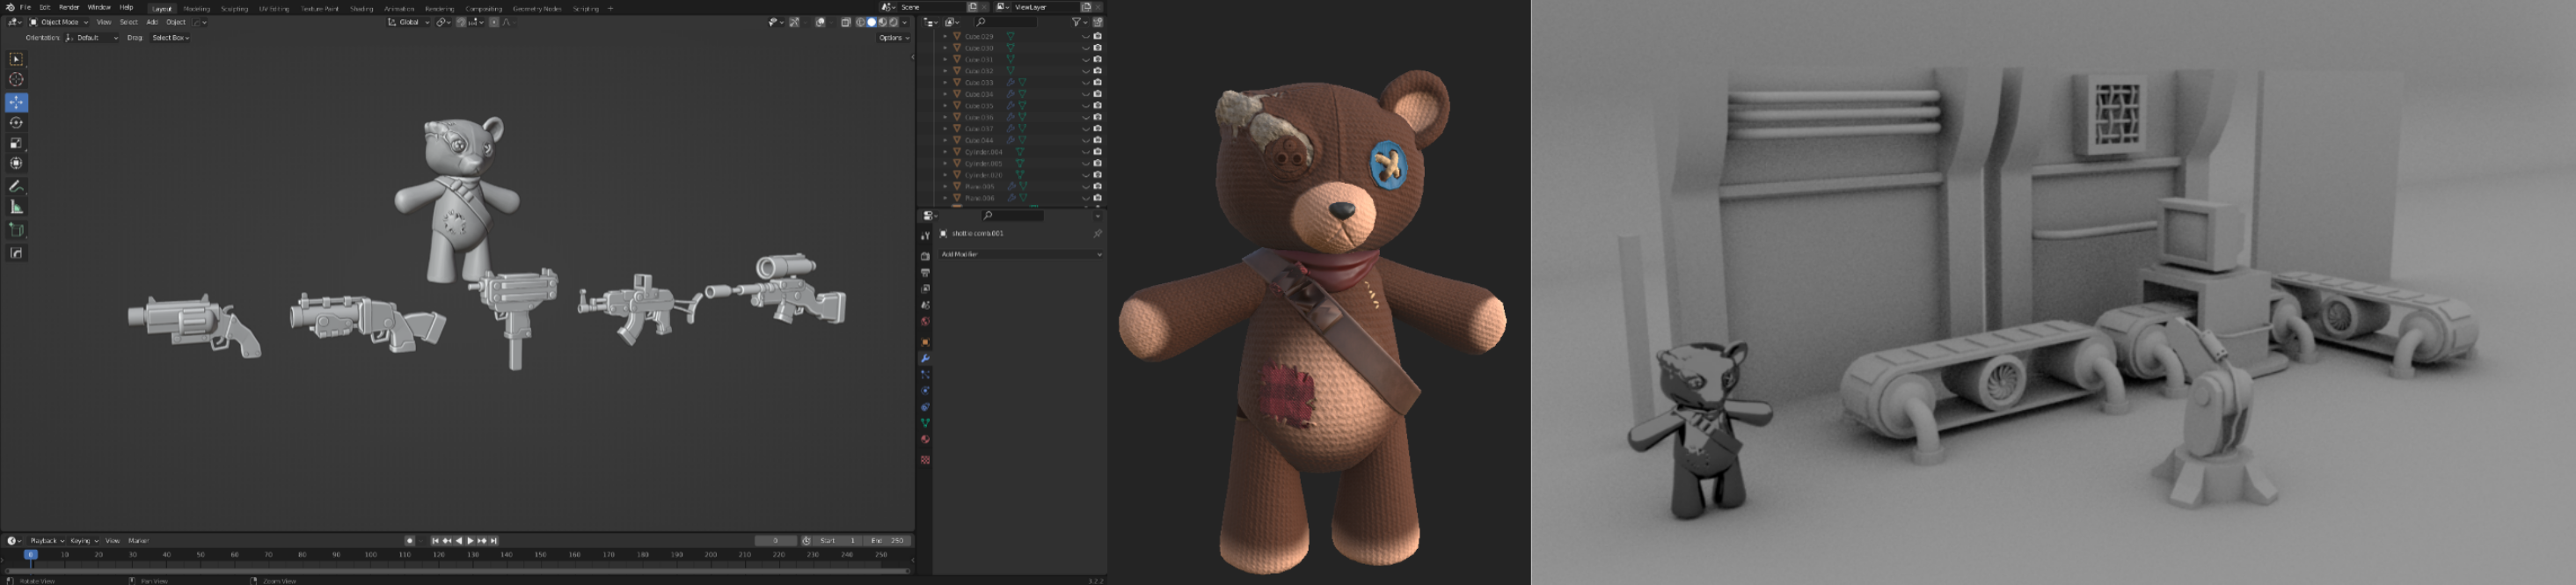 File Edit Render Window Help Layout Modeling Sculpting UV Editing Texture Paint Shading Animation Rendering Compositing Geometry Nodes Scripting + Scene ViewLayer
Object Mode View Select Add Object Global
Orientation: Default Drag: Select Box Options
Cube.029
Cube.030
Cube.031
Cube.032
Cube.033
Cube.034
Cube.035
Cube.036
Cube.037
Cube.044
Cylinder.004
Cylinder.005
Cylinder.020
Plane.005
Plane.006
Add Modifier
Playback Keying View Marker 0 Start 1 End 250
0 10 20 30 40 50 60 70 80 90 100 110 120 130 140 150 160 170 180 190 200 210 220 230 240 250
Rotate View Pan View Zoom View 3.2.2